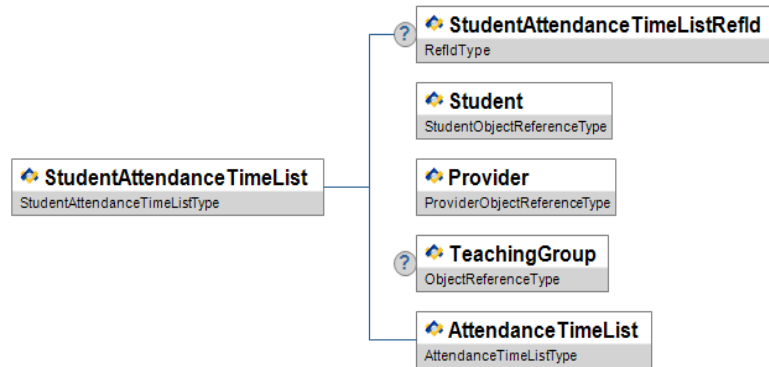 ? StudentAttendanceTimeListRefId
RefIdType
Student
StudentObjectReferenceType
StudentAttendanceTimeList
StudentAttendanceTimeListType
Provider
ProviderObjectReferenceType
? TeachingGroup
ObjectReferenceType
AttendanceTimeList
AttendanceTimeListType